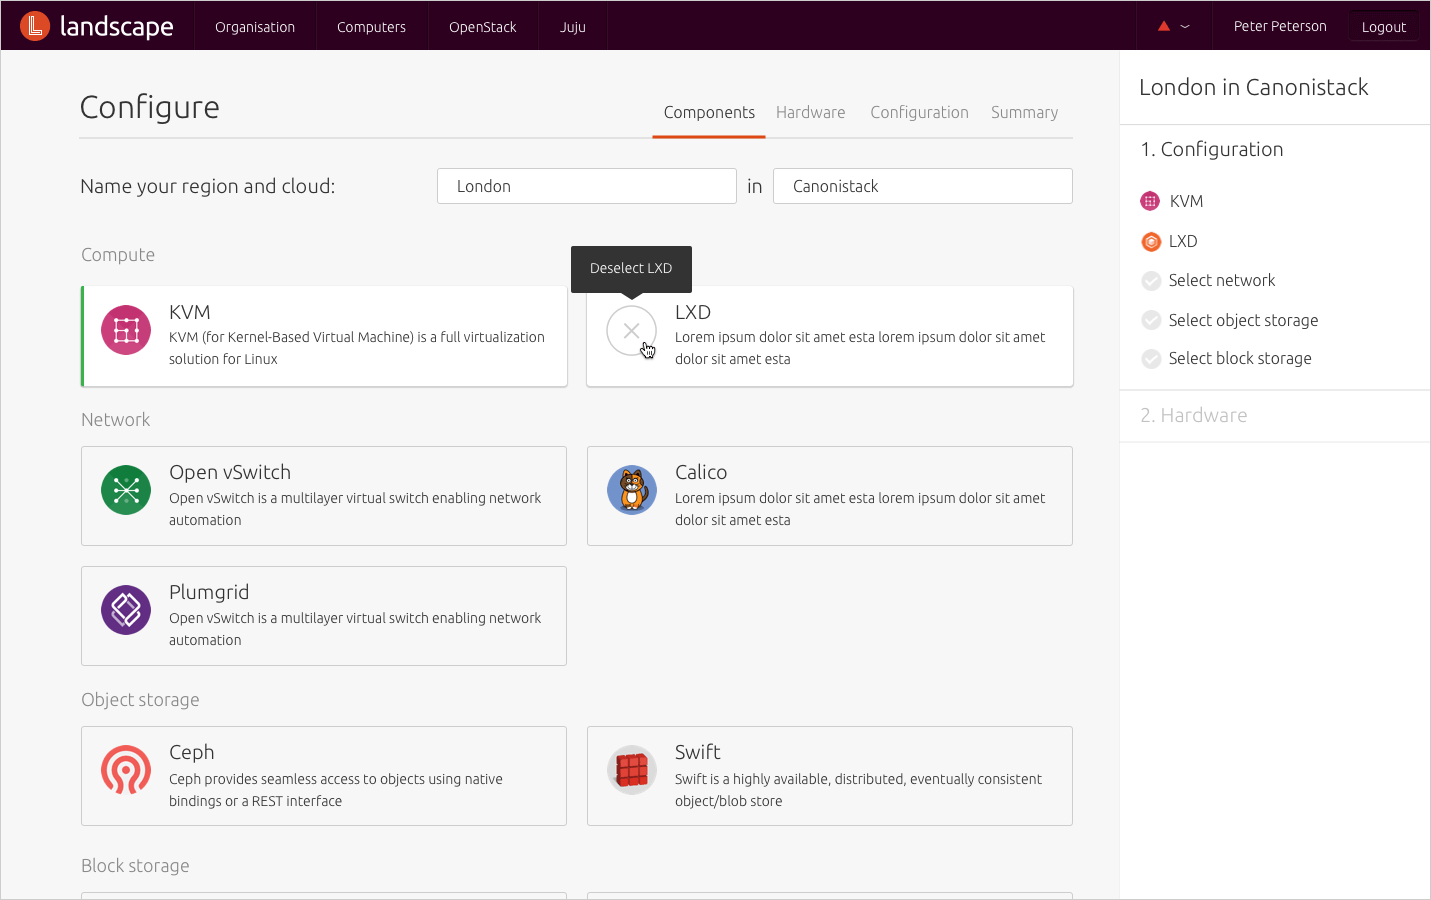 landscape
Organisation
Computers
OpenStack
Juju
Peter Peterson
Logout
Configure
Components
Hardware
Configuration
Summary
Name your region and cloud:
London
in
Canonistack
Compute
Deselect LXD
KVM
KVM (for Kernel-Based Virtual Machine) is a full virtualization
solution for Linux
LXD
Lorem ipsum dolor sit amet esta lorem ipsum dolor sit amet
dolor sit amet esta
Network
Open vSwitch
Open vSwitch is a multilayer virtual switch enabling network
automation
Calico
Lorem ipsum dolor sit amet esta lorem ipsum dolor sit amet
dolor sit amet esta
Plumgrid
Open vSwitch is a multilayer virtual switch enabling network
automation
Object storage
Ceph
Ceph provides seamless access to objects using native
bindings or a REST interface
Swift
Swift is a highly available, distributed, eventually consistent
object/blob store
Block storage
London in Canonistack
1. Configuration
KVM
LXD
Select network
Select object storage
Select block storage
2. Hardware